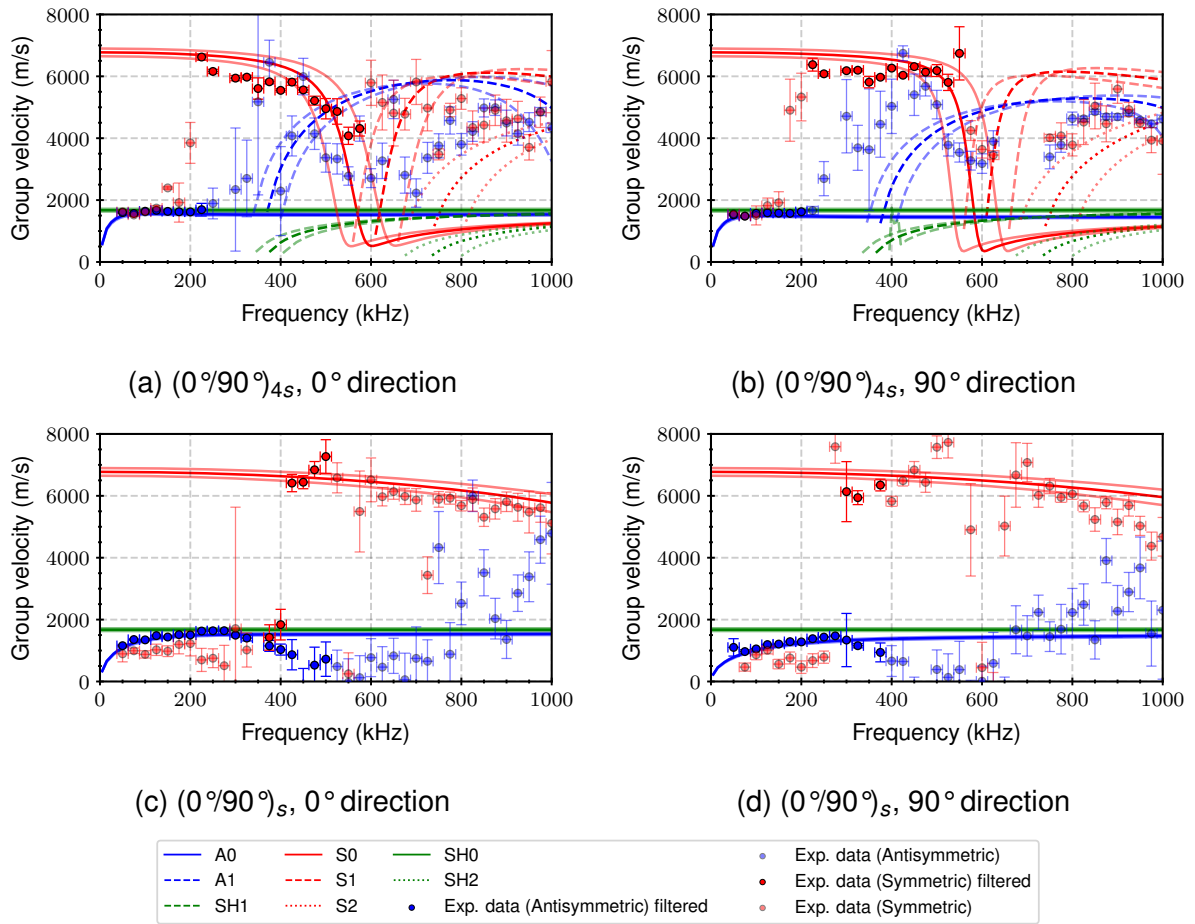 8000
6000
4000
2000
0
Group velocity (m/s)
0 200 400 600 800 1000
Frequency (kHz)
(a) (0°/90°)4s, 0° direction
8000
6000
4000
2000
0
Group velocity (m/s)
0 200 400 600 800 1000
Frequency (kHz)
(b) (0°/90°)4s, 90° direction
8000
6000
4000
2000
0
Group velocity (m/s)
0 200 400 600 800 1000
Frequency (kHz)
(c) (0°/90°)s, 0° direction
8000
6000
4000
2000
0
Group velocity (m/s)
0 200 400 600 800 1000
Frequency (kHz)
(d) (0°/90°)s, 90° direction
A0 S0 SH0 Exp. data (Antisymmetric)
A1 S1 SH2 Exp. data (Symmetric) filtered
SH1 S2 Exp. data (Antisymmetric) filtered Exp. data (Symmetric)